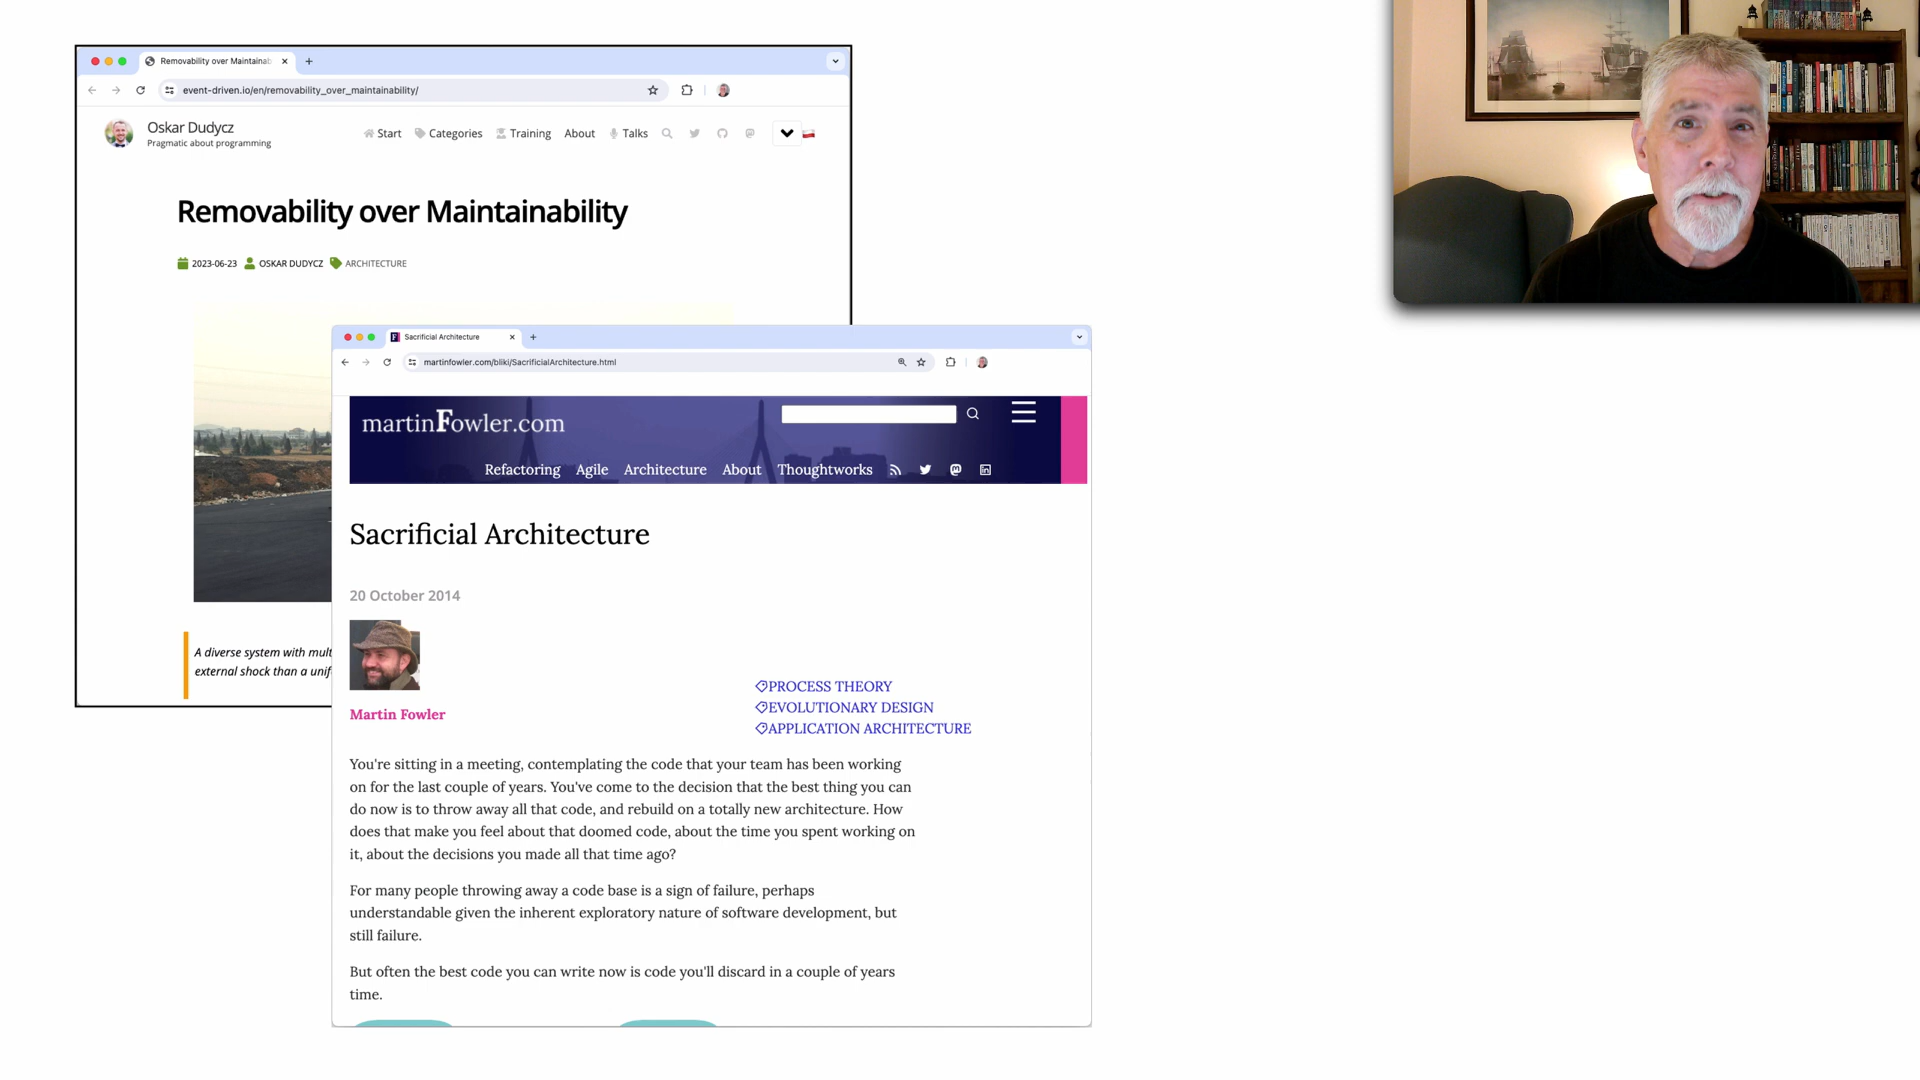 Removability over Maintainab
event-driven.io/en/removability_over_maintainability/
Oskar Dudycz
Pragmatic about programming
Start
Categories
Training
About
Talks
Removability over Maintainability
2023-06-23
OSKAR DUDYCZ
ARCHITECTURE
A diverse system with mult
external shock than a unif
Sacrificial Architecture
martinfowler.com/bliki/SacrificialArchitecture.html
martinFowler.com
Refactoring
Agile
Architecture
About
Thoughtworks
Sacrificial Architecture
20 October 2014
Martin Fowler
PROCESS THEORY
EVOLUTIONARY DESIGN
APPLICATION ARCHITECTURE
You're sitting in a meeting, contemplating the code that your team has been working
on for the last couple of years. You've come to the decision that the best thing you can
do now is to throw away all that code, and rebuild on a totally new architecture. How
does that make you feel about that doomed code, about the time you spent working on
it, about the decisions you made all that time ago?
For many people throwing away a code base is a sign of failure, perhaps
understandable given the inherent exploratory nature of software development, but
still failure.
But often the best code you can write now is code you'll discard in a couple of years
time.